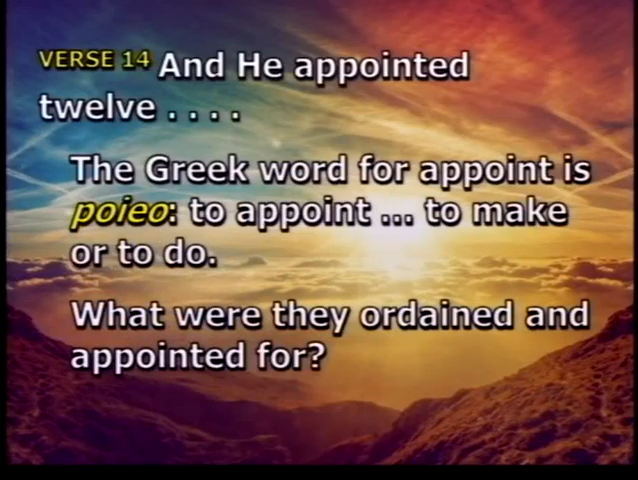 VERSE 14 And He appointed
twelve . . . .
The Greek word for appoint is
poieo: to appoint ... to make
or to do.
What were they ordained and
appointed for?